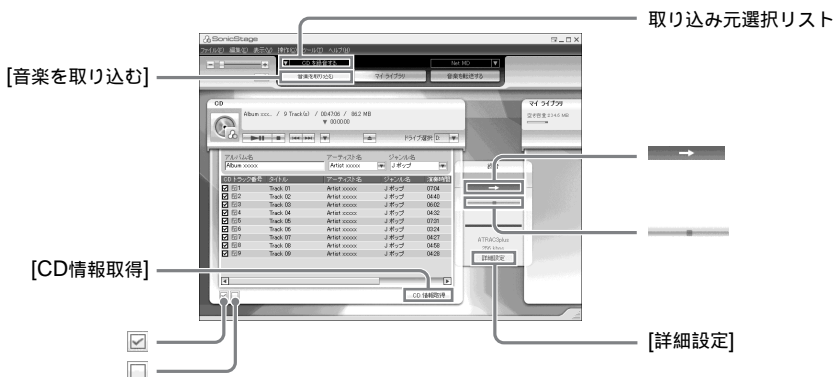 取り込み元選択リスト
SonicStage
ファイル(F) 編集(E) 表示(V) 操作(C) ツール(T) ヘルプ(H)
CDを録音する
Net MD
[音楽を取り込む]
音楽を取り込む
マイ ライブラリ
音楽を転送する
CD
マイ ライブラリ
Album xxx. / 9 Track(s) / 00:47:06 / 86.2 MB
00:00:00
ドライブ選択 D:
アルバム名 アーティスト名 ジャンル名
Album xxxxx Artist xxxxx J ポップ
CDトラック番号 タイトル アーティスト名 ジャンル名 演奏時間
1 Track 01 Artist xxxxx J ポップ 07:04
2 Track 02 Artist xxxxx J ポップ 04:40
3 Track 03 Artist xxxxx J ポップ 06:02
4 Track 04 Artist xxxxx J ポップ 04:32
5 Track 05 Artist xxxxx J ポップ 07:31
6 Track 06 Artist xxxxx J ポップ 03:24
7 Track 07 Artist xxxxx J ポップ 04:27
8 Track 08 Artist xxxxx J ポップ 04:58
9 Track 09 Artist xxxxx J ポップ 04:28
ATRAC3plus
詳細設定
[CD情報取得]
CD情報取得
[詳細設定]